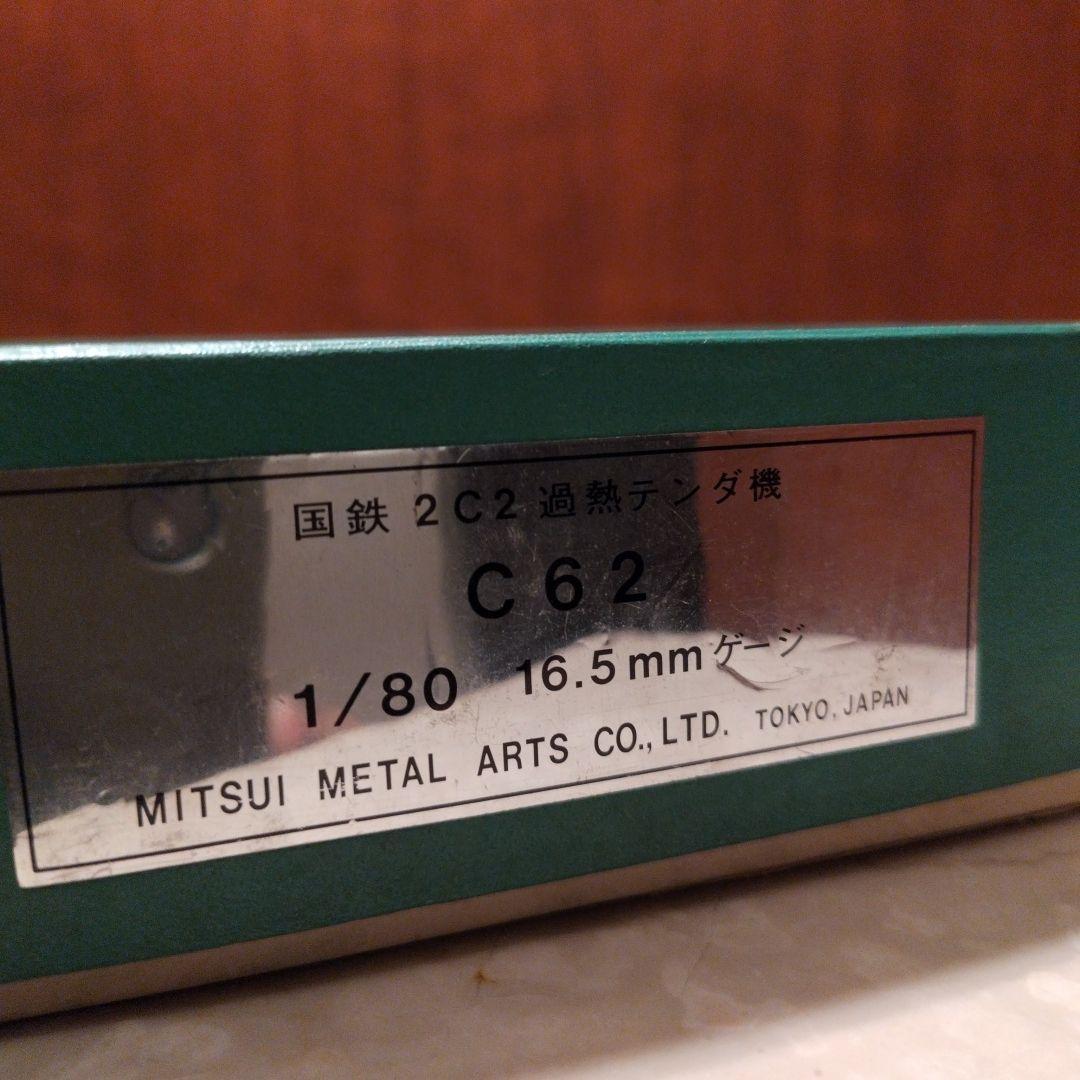 国鉄 2C2 過熱テンダ機
C62
1/80 16.5mmゲージ
MITSUI METAL ARTS CO.,LTD. TOKYO, JAPAN